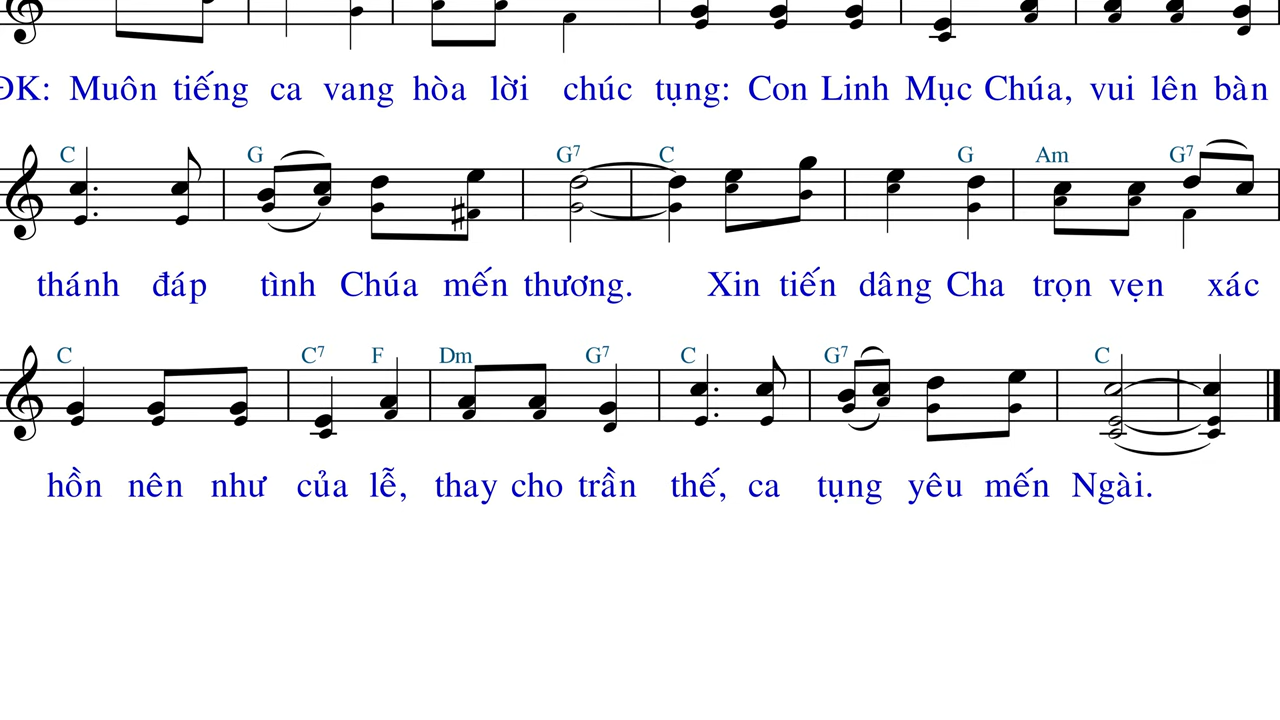 ĐK: Muôn tiếng ca vang hòa lời chúc tụng: Con Linh Mục Chúa, vui lên bàn
C G G7 C G Am G7
thánh đáp tình Chúa mến thương. Xin tiến dâng Cha trọn vẹn xác
C C7 F Dm G7 C G7 C
hồn nên như của lễ, thay cho trần thế, ca tụng yêu mến Ngài.